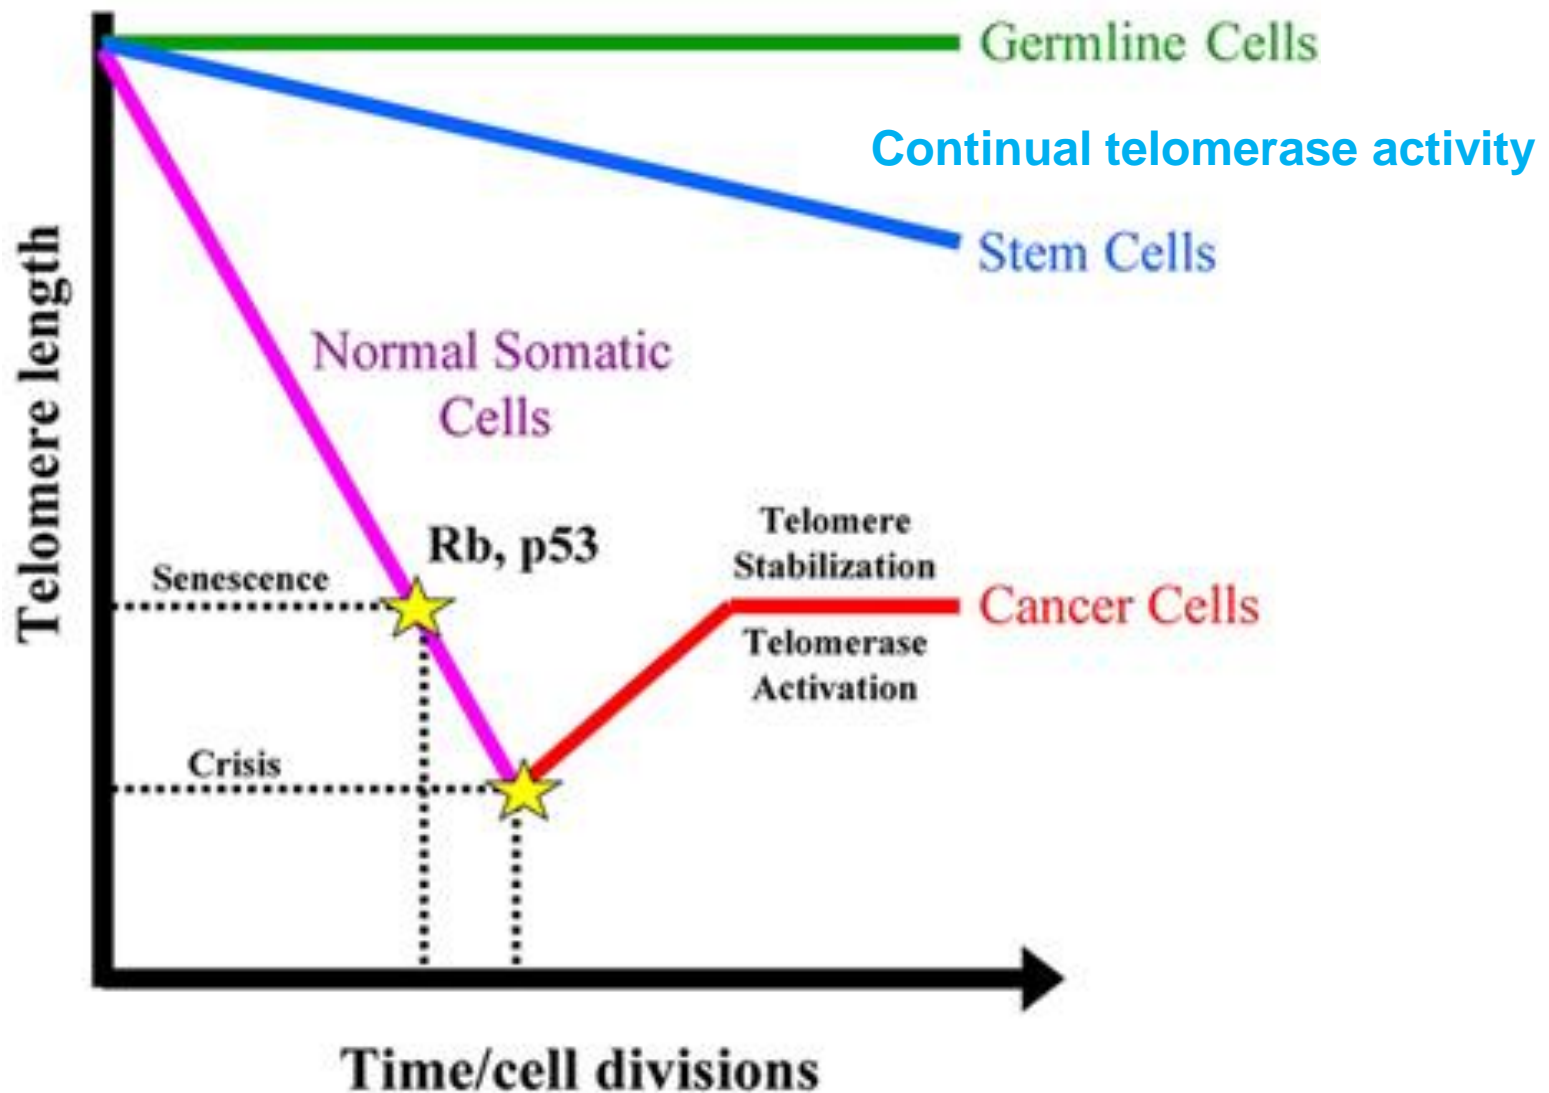 Germline Cells
Continual telomerase activity
Stem Cells
Telomere length
Normal Somatic
Cells
Rb, p53
Senescence
Telomere
Stabilization
Cancer Cells
Telomerase
Activation
Crisis
Time/cell divisions